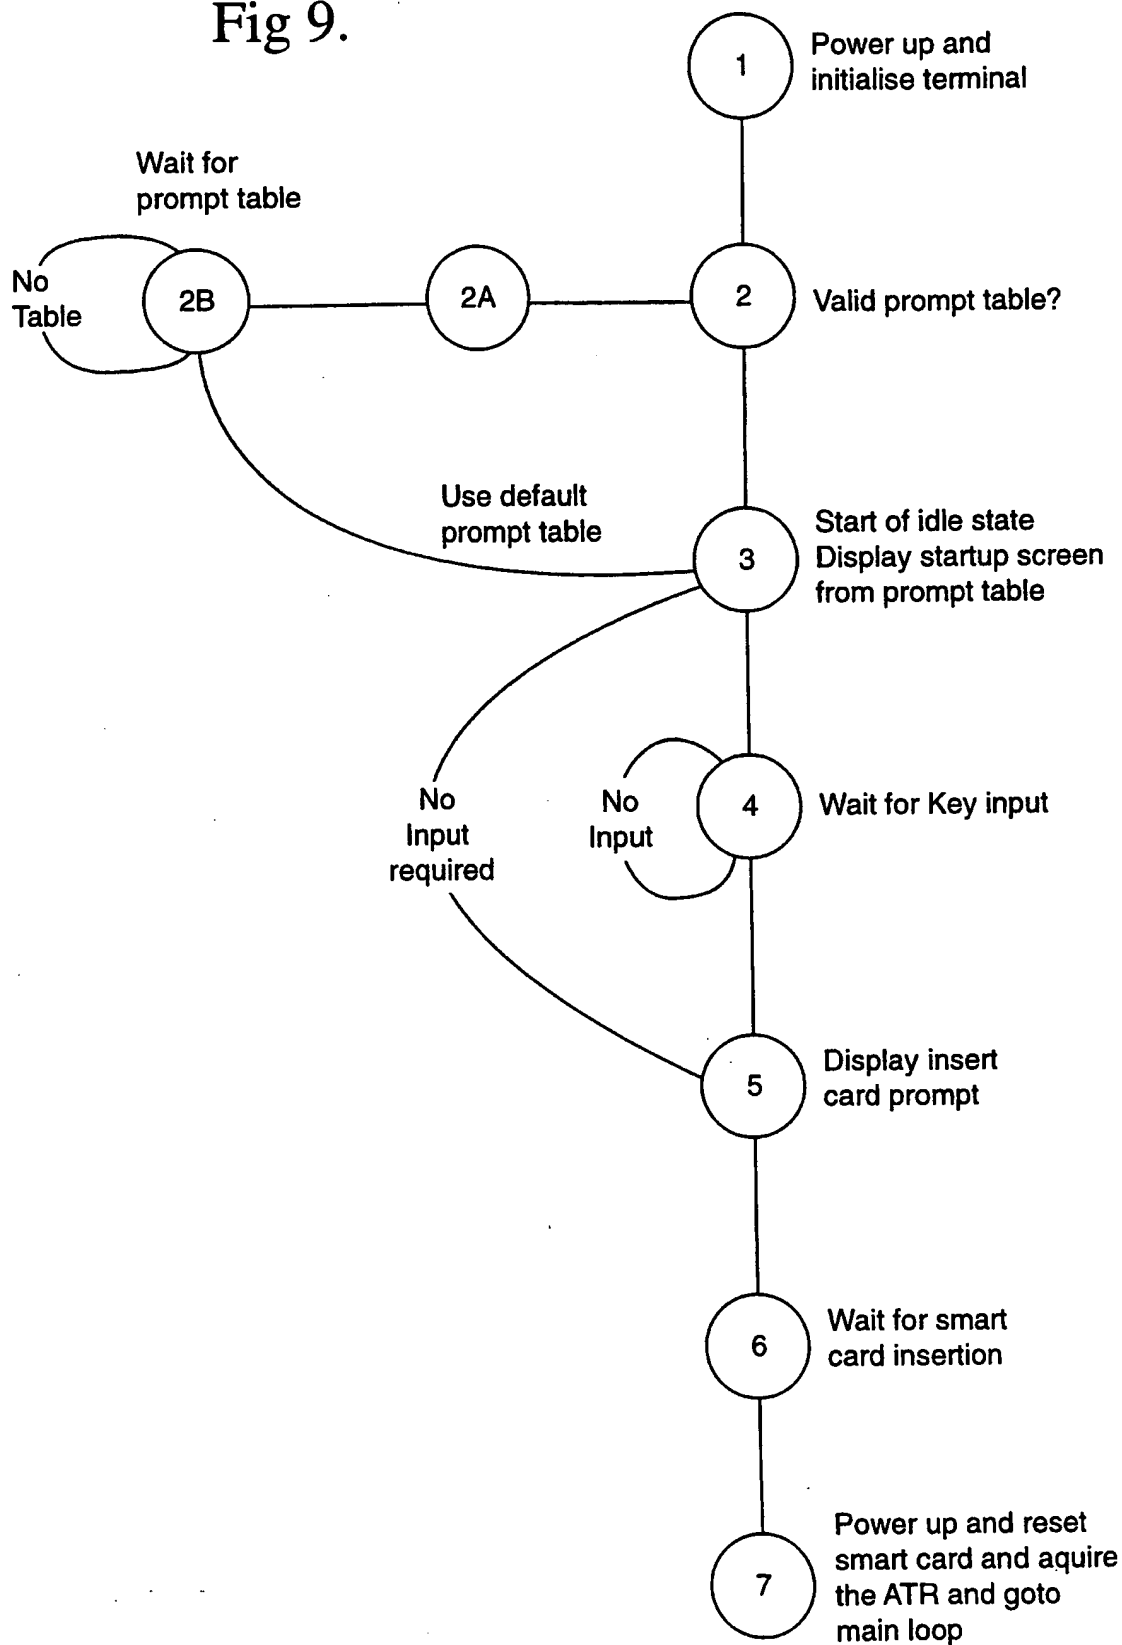 Fig 9.
1
Power up and
initialise terminal
Wait for
prompt table
No
Table
2B
2A
2
Valid prompt table?
Use default
prompt table
3
Start of idle state
Display startup screen
from prompt table
No
Input
required
No
Input
4
Wait for Key input
5
Display insert
card prompt
6
Wait for smart
card insertion
7
Power up and reset
smart card and aquire
the ATR and goto
main loop